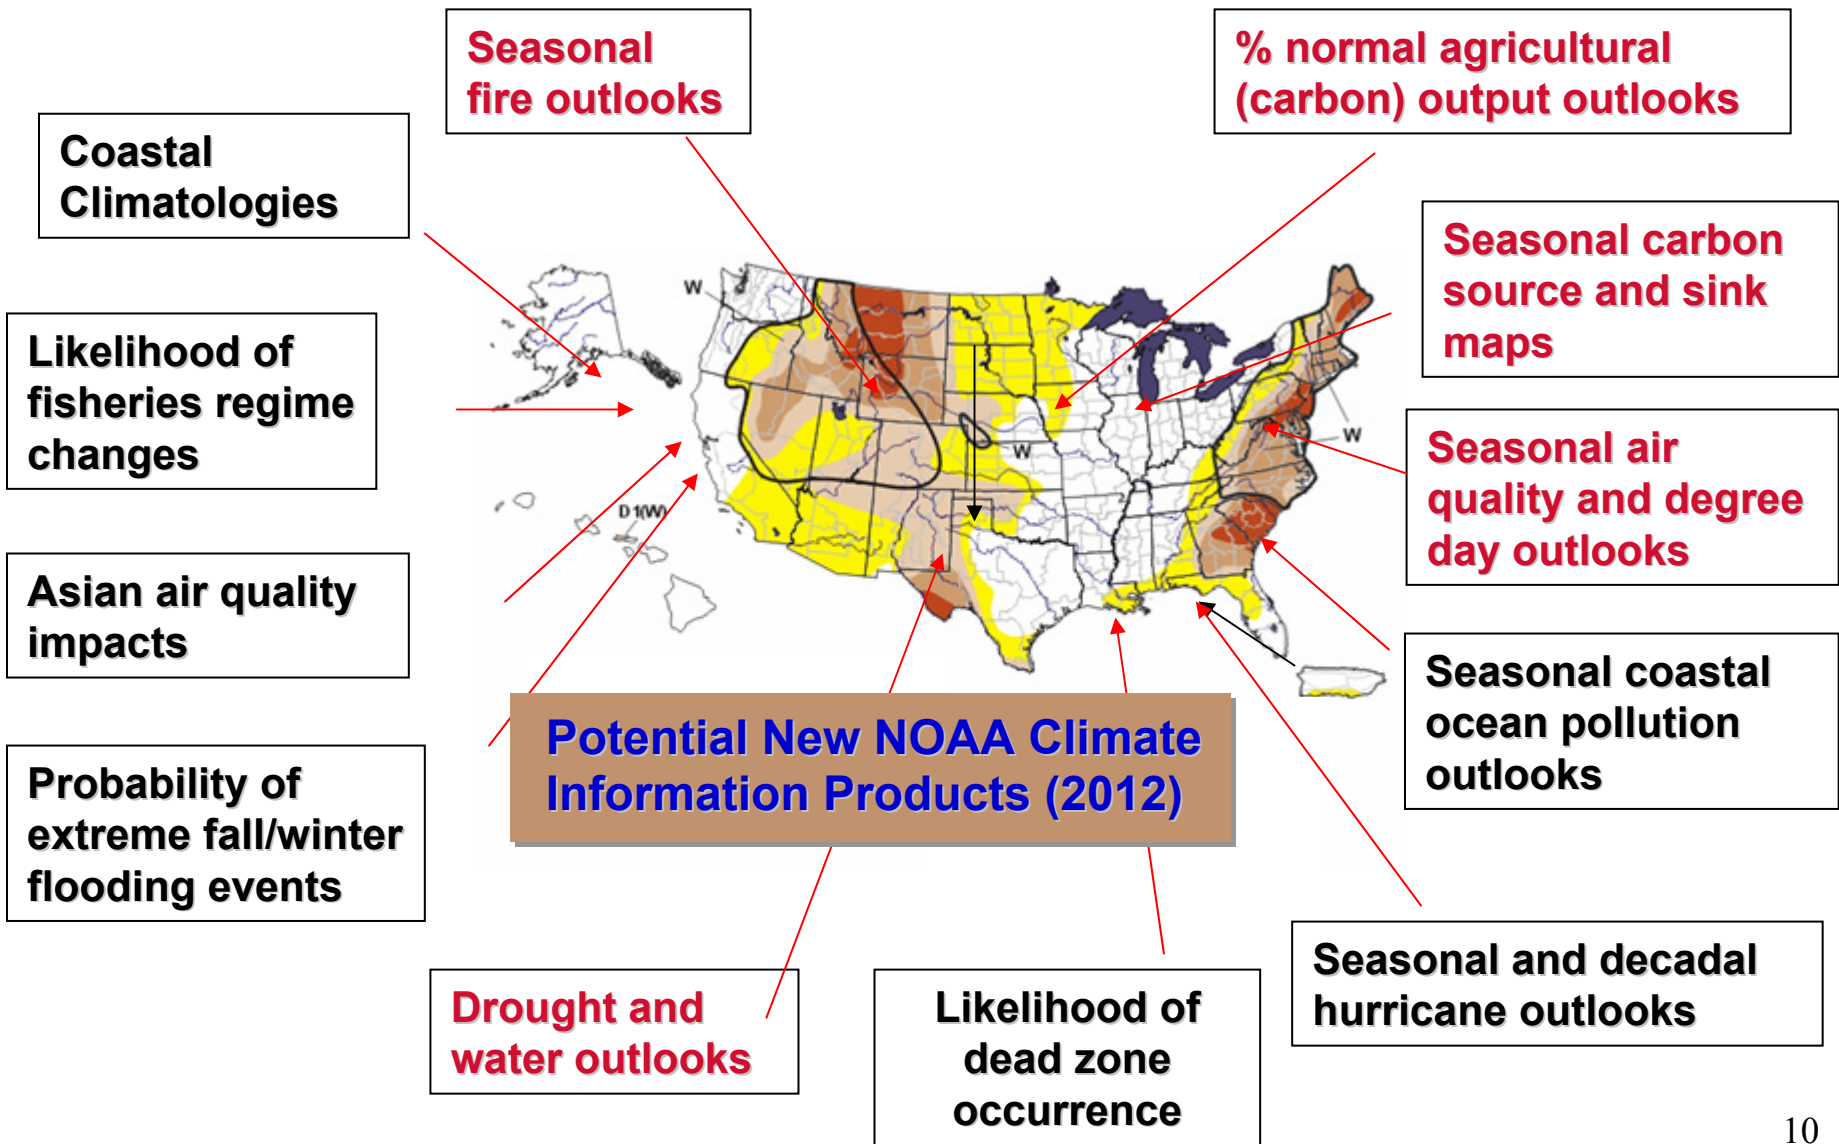 Seasonal
fire outlooks
% normal agricultural
(carbon) output outlooks
Coastal
Climatologies
Seasonal carbon
source and sink
maps
Likelihood of
fisheries regime
changes
W
W
W
D1(W)
Seasonal air
quality and degree
day outlooks
Asian air quality
impacts
Seasonal coastal
ocean pollution
outlooks
Potential New NOAA Climate
Information Products (2012)
Probability of
extreme fall/winter
flooding events
Seasonal and decadal
hurricane outlooks
Drought and
water outlooks
Likelihood of
dead zone
occurrence
10